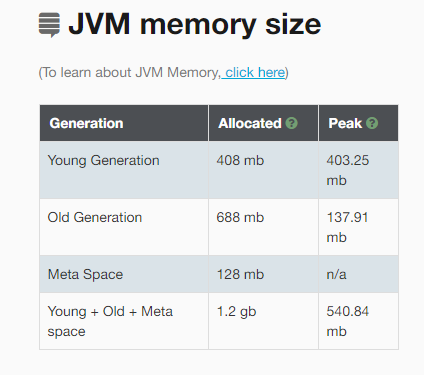 JVM memory size
(To learn about JVM Memory, click here)
Generation Allocated ? Peak ?
Young Generation 408 mb 403.25
mb
Old Generation 688 mb 137.91
mb
Meta Space 128 mb n/a
Young + Old + Meta 1.2 gb 540.84
space mb